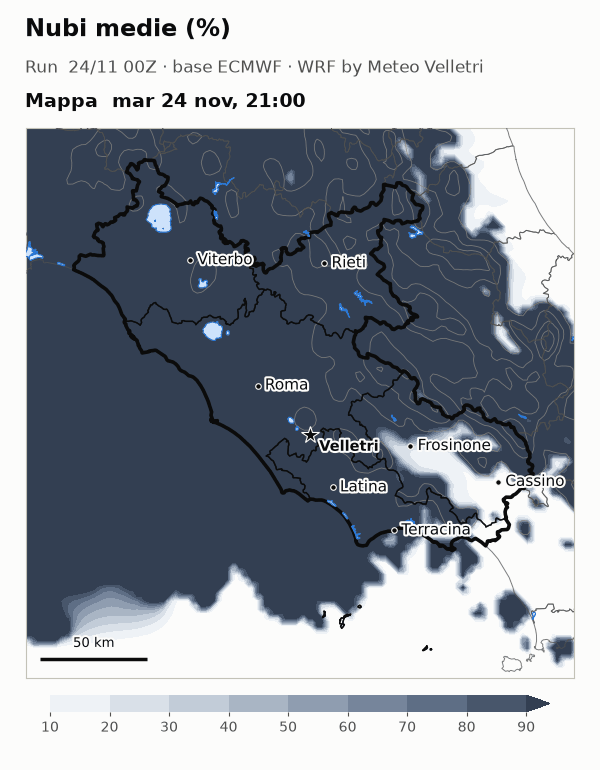 Nubi medie (%)
Run  24/11 00Z · base ECMWF · WRF by Meteo Velletri
Mappa  mar 24 nov, 21:00
Viterbo
Rieti
Roma
Velletri
Frosinone
Cassino
Latina
Terracina
50 km
10 20 30 40 50 60 70 80 90